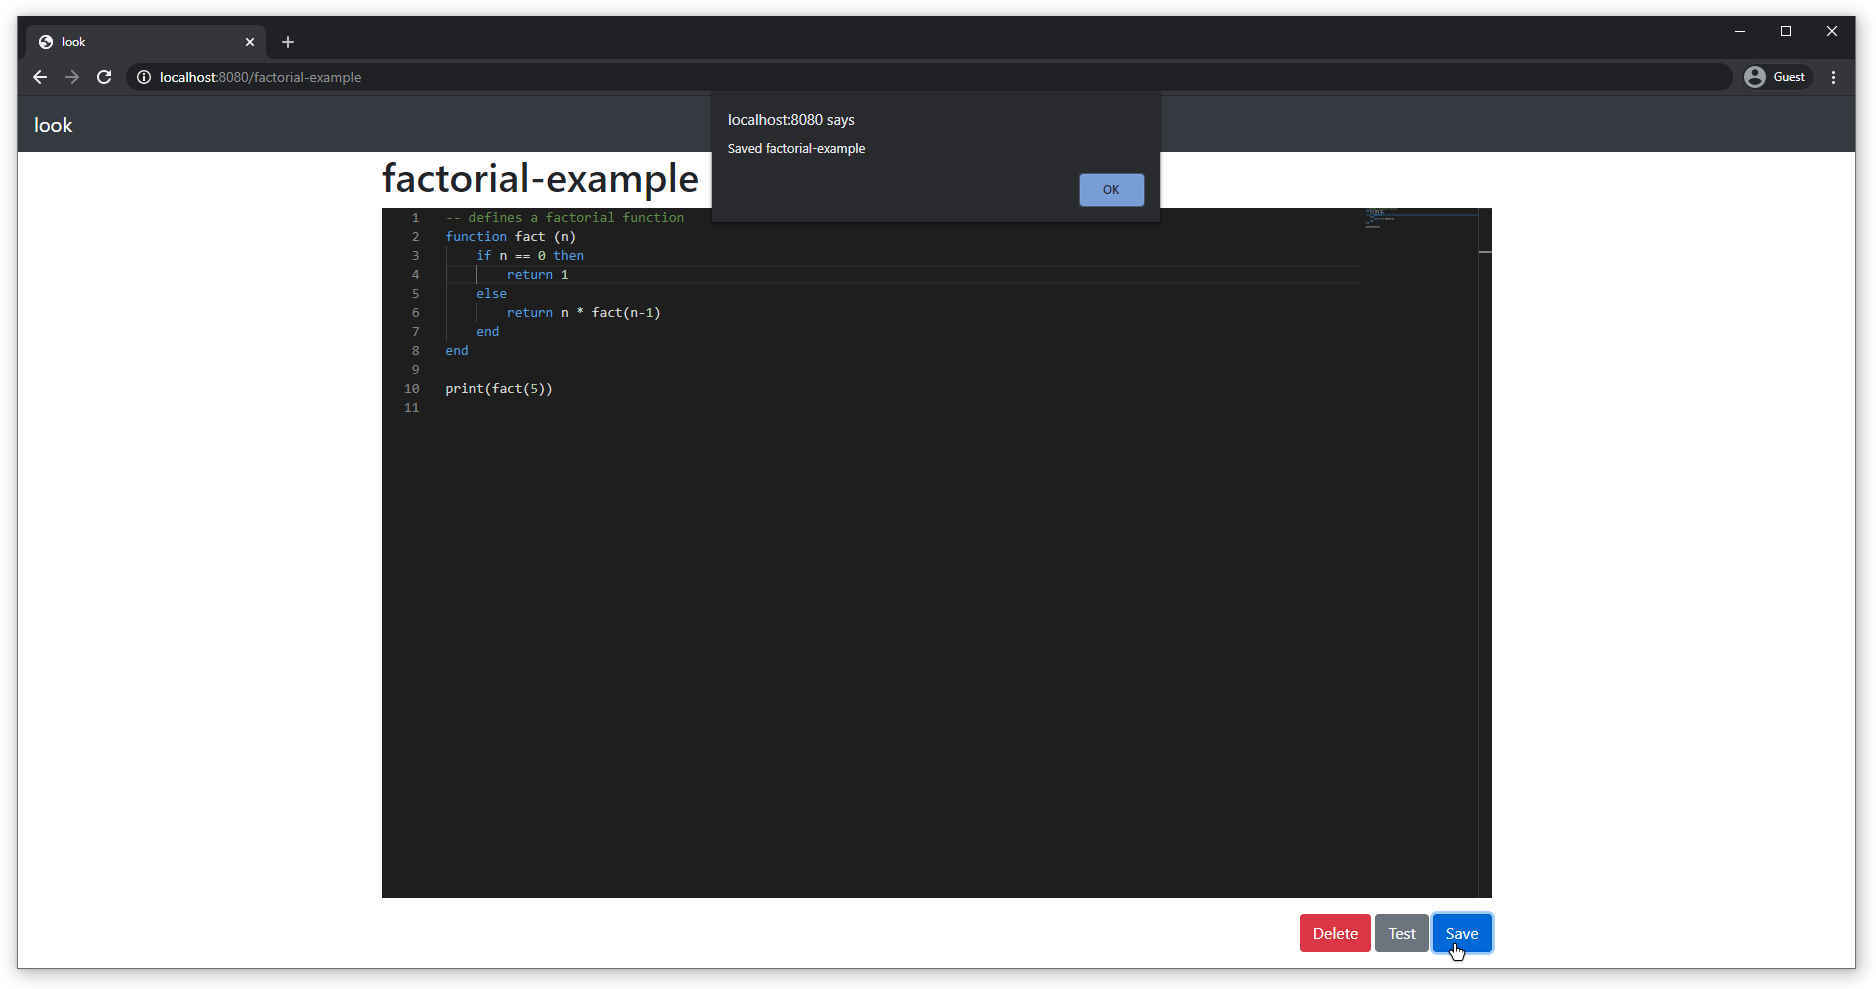 look
localhost:8080/factorial-example
Guest
look
localhost:8080 says
Saved factorial-example
OK
factorial-example
1 -- defines a factorial function
2 function fact (n)
3 if n == 0 then
4 return 1
5 else
6 return n * fact(n-1)
7 end
8 end
9
10 print(fact(5))
11
Delete Test Save